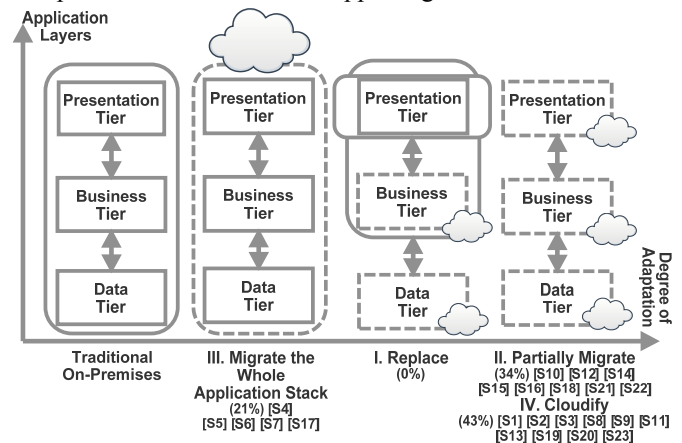 Application
Layers
Presentation
Tier
Business
Tier
Data
Tier
Presentation
Tier
Business
Tier
Data
Tier
Presentation
Tier
Business
Tier
Data
Tier
Presentation
Tier
Business
Tier
Data
Tier
Degree of
Adaptation
Traditional
On-Premises
III. Migrate the
Whole
Application Stack
(21%) [S4]
[S5] [S6] [S7] [S17]
I. Replace
(0%)
II. Partially Migrate
(34%) [S10] [S12] [S14]
[S15] [S16] [S18] [S21] [S22]
IV. Cloudify
(43%) [S1] [S2] [S3] [S8] [S9] [S11]
[S13] [S19] [S20] [S23]